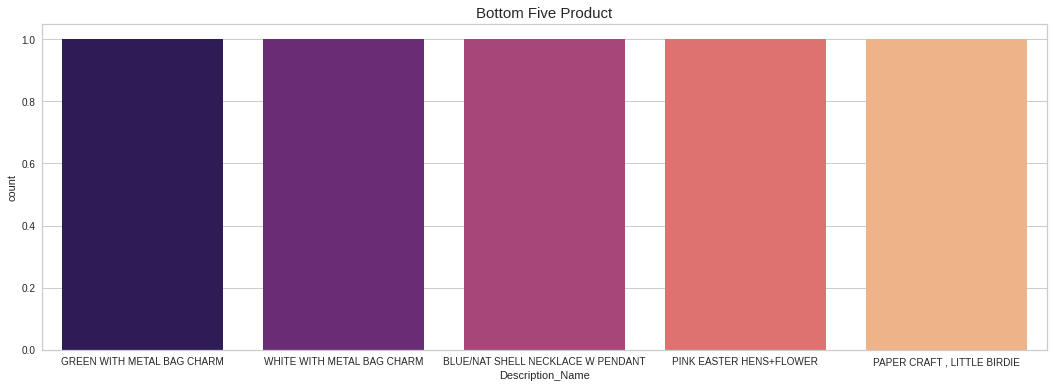 Bottom Five Product
1.0
0.8
0.6
0.4
0.2
0.0
count
GREEN WITH METAL BAG CHARM
WHITE WITH METAL BAG CHARM
BLUE/NAT SHELL NECKLACE W PENDANT
PINK EASTER HENS+FLOWER
PAPER CRAFT , LITTLE BIRDIE
Description_Name